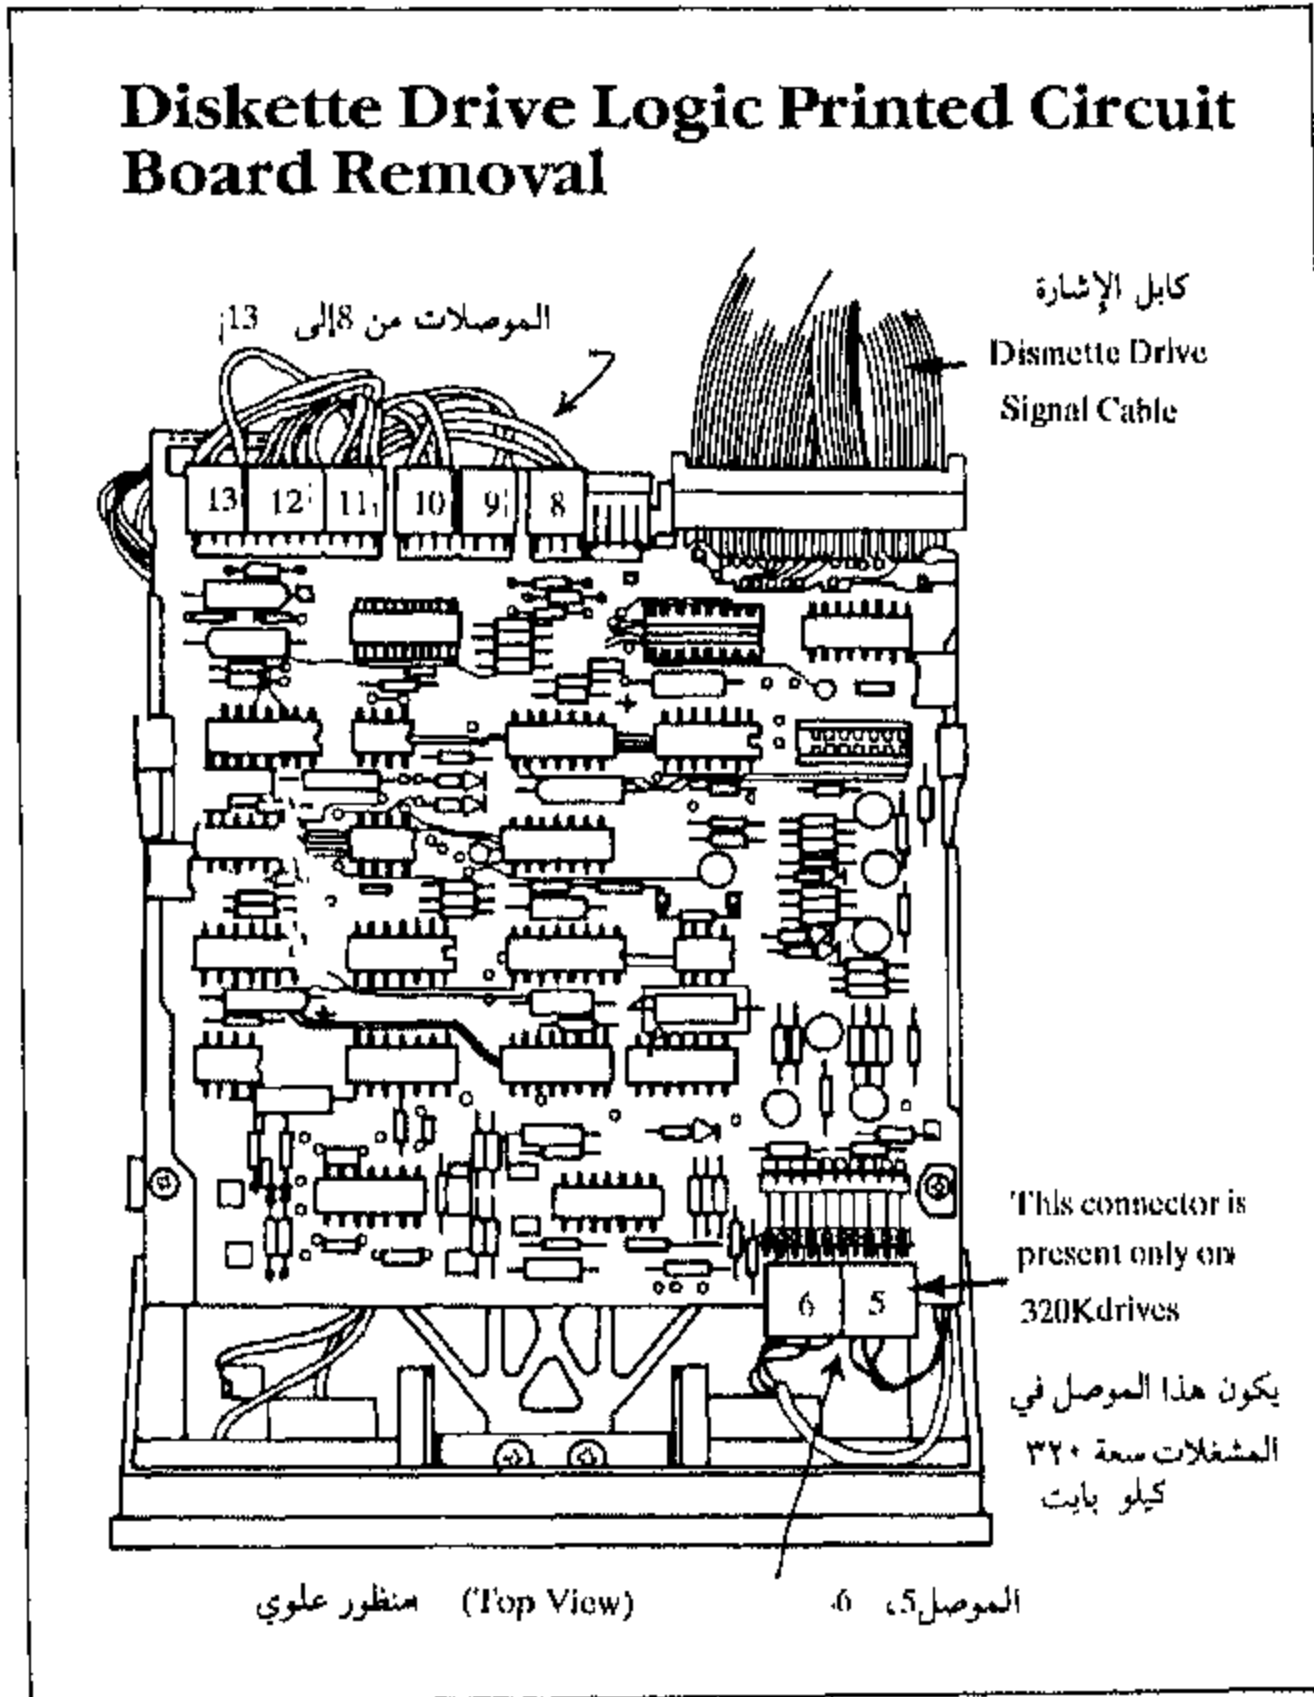 Diskette Drive Logic Printed Circuit
Board Removal
الموصلات من 8إلى 13
كابل الإشارة
Dismette Drive
Signal Cable
13 12 11 10 9 8
This connector is
present only on
320Kdrives
6 5
يكون هذا الموصل في
المشغلات سعة ٣٢٠
كيلو بايت
منظور علوي (Top View)
الموصل5، 6